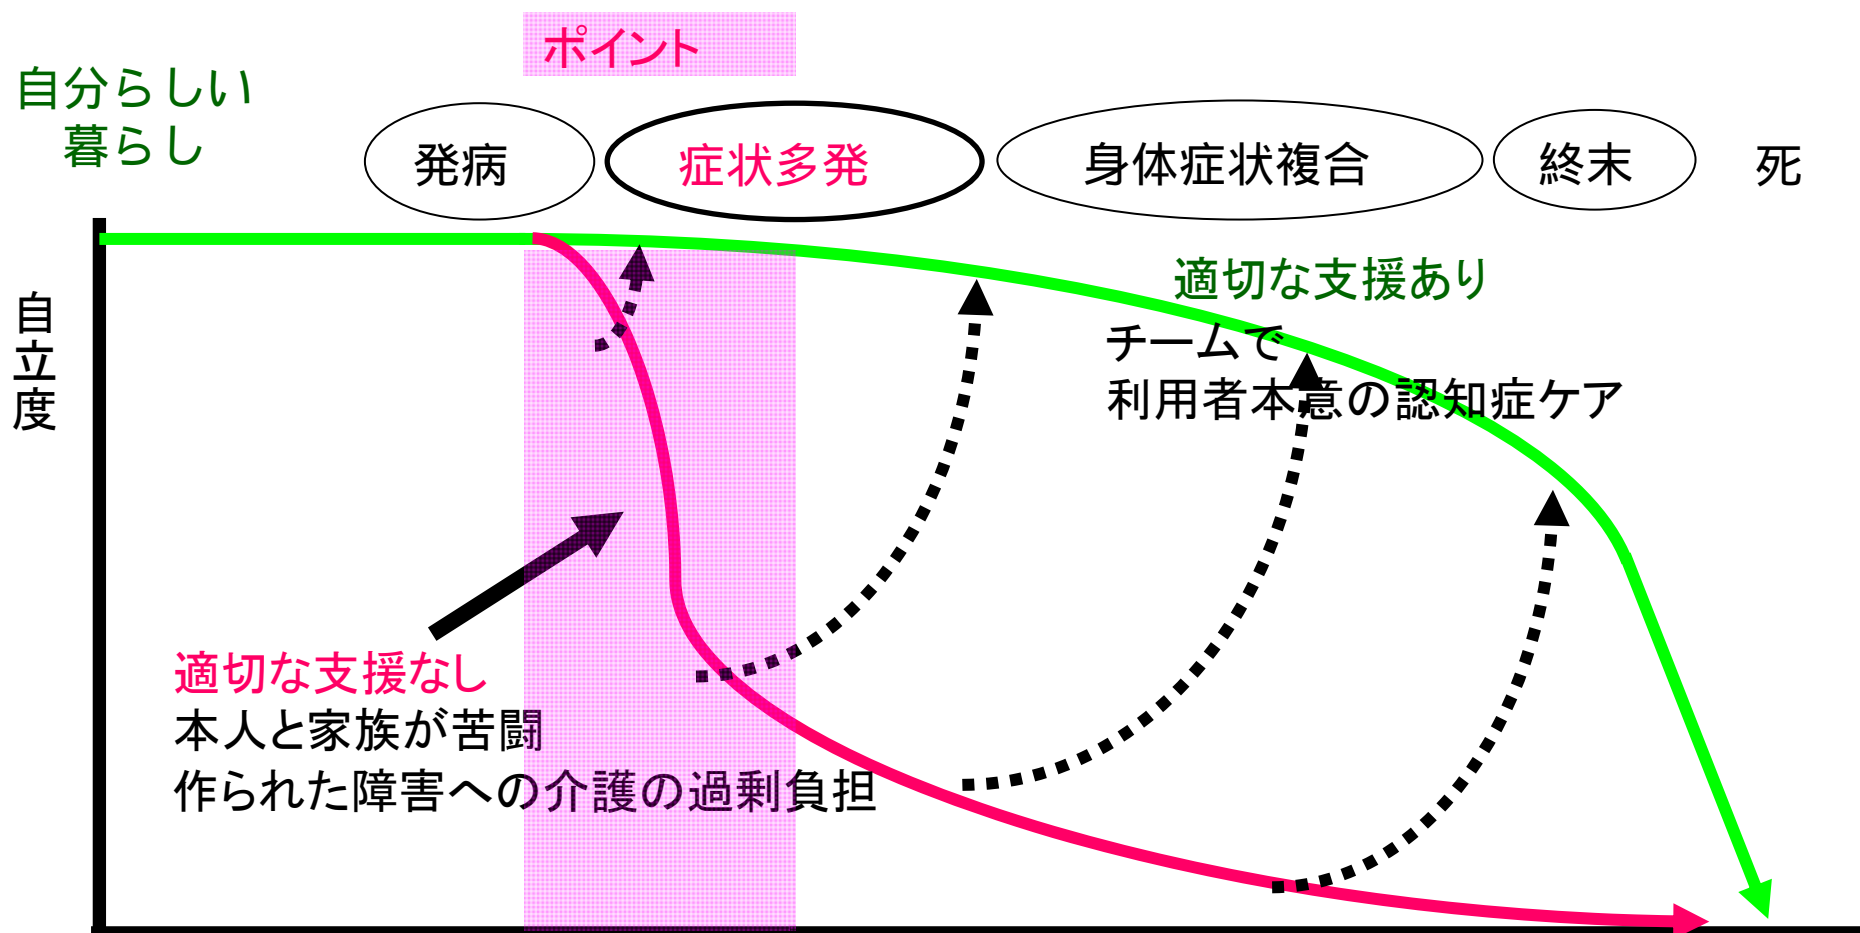 ポイント
自分らしい
暮らし
発病
症状多発
身体症状複合
終末
死
自立度
適切な支援あり
チームで
利用者本意の認知症ケア
適切な支援なし
本人と家族が苦闘
作られた障害への介護の過剰負担